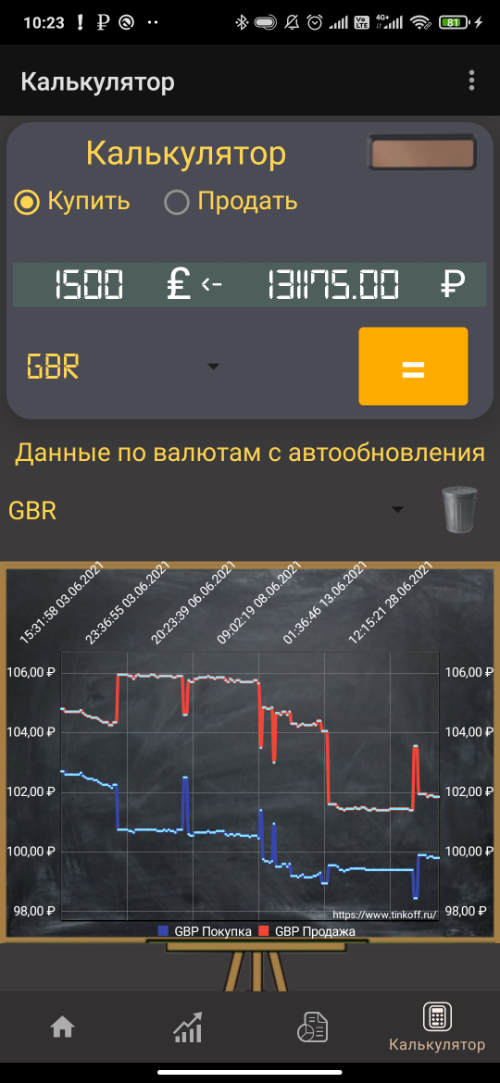 10:23
Vo LTE 4G+ 81
Калькулятор
Калькулятор
Купить Продать
1500 £ <- 131175.00 ₽
GBR
=
Данные по валютам с автообновления
GBR
15:31:58 03.06.2021 23:36:55 03.06.2021 20:23:39 06.06.2021 09:02:19 08.06.2021 01:36:46 13.06.2021 12:15:21 28.06.2021
106,00 ₽ 106,00 ₽
104,00 ₽ 104,00 ₽
102,00 ₽ 102,00 ₽
100,00 ₽ 100,00 ₽
98,00 ₽ 98,00 ₽
https://www.tinkoff.ru/
GBP Покупка GBP Продажа
Калькулятор